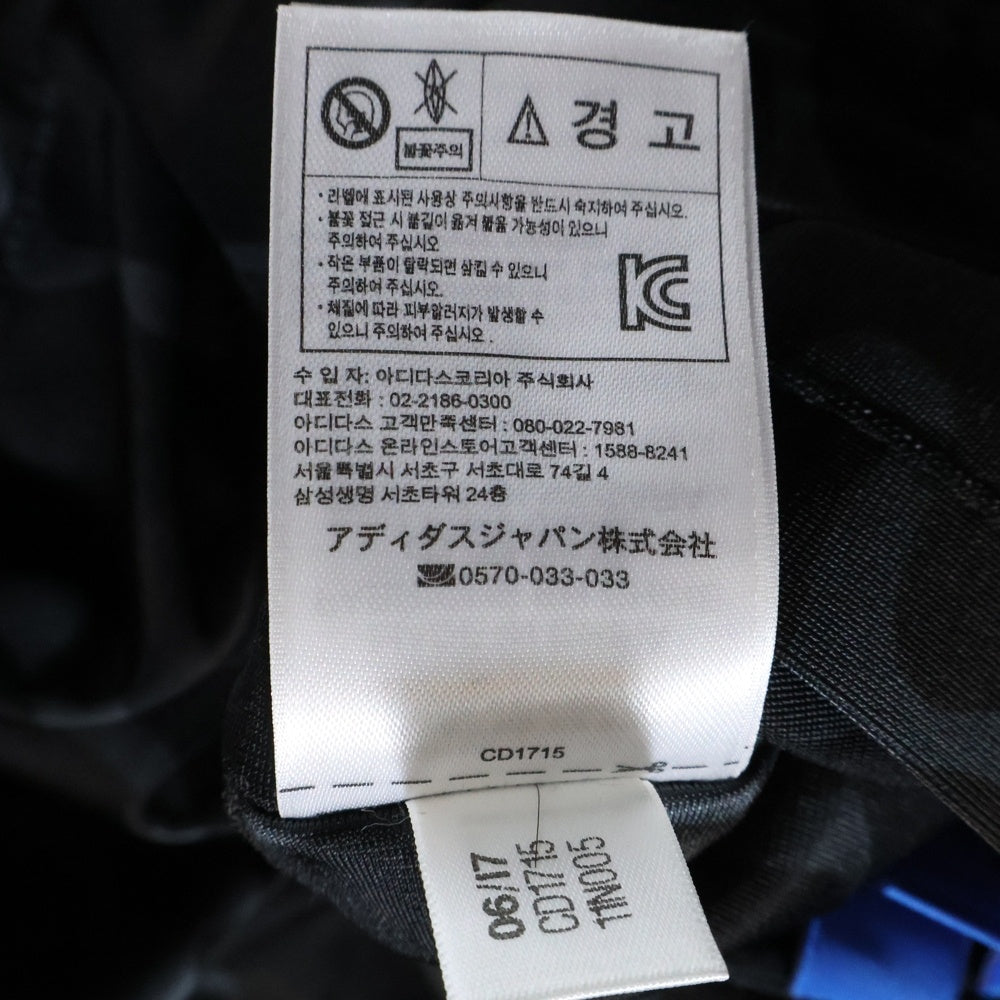 불꽃주의
경고
· 라벨에 표시된 사용상 주의사항을 반드시 숙지하여 주십시오.
· 불꽃 접근 시 불길이 옮겨 붙을 가능성이 있으니
주의하여 주십시오
· 작은 부품이 탈락되면 삼킬 수 있으니
주의하여 주십시오.
· 체질에 따라 피부알러지가 발생할 수
있으니 주의하여 주십시오 .
KC
수 입 자: 아디다스코리아 주식회사
대표전화 : 02-2186-0300
아디다스 고객만족센터 : 080-022-7981
아디다스 온라인스토어고객센터 : 1588-8241
서울특별시 서초구 서초대로 74길 4
삼성생명 서초타워 24층
アディダスジャパン株式会社
0570-033-033
CD1715
06/17
CD1715
11N005